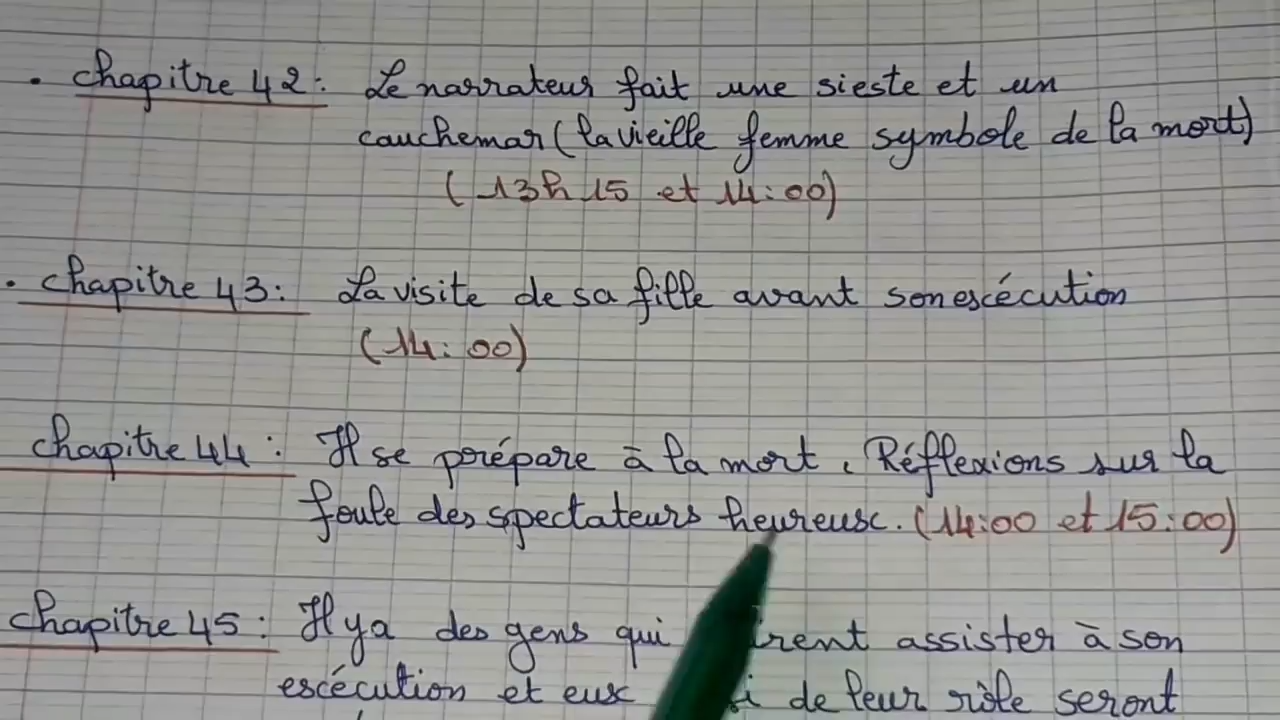 . chapitre 42 : Le narrateur fait une sieste et un
cauchemar (la vieille femme symbole de la mort)
(13h15 et 14:00)
. chapitre 43 : La visite de sa fille avant son escécution
(14:00)
chapitre 44 : Il se prépare à la mort. Réflexions sur la
foule des spectateurs heureuse. (14:00 et 15:00)
chapitre 45 : Il y a des gens qui assister à son
escécution et eux de leur rôle seront